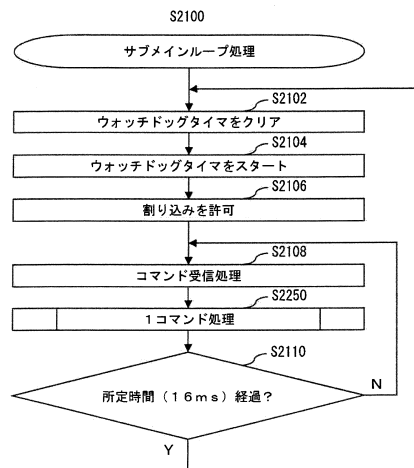 S2100
サブメインループ処理
S2102
ウォッチドッグタイマをクリア
S2104
ウォッチドッグタイマをスタート
S2106
割り込みを許可
S2108
コマンド受信処理
S2250
1コマンド処理
S2110
所定時間(16ms)経過?
N
Y